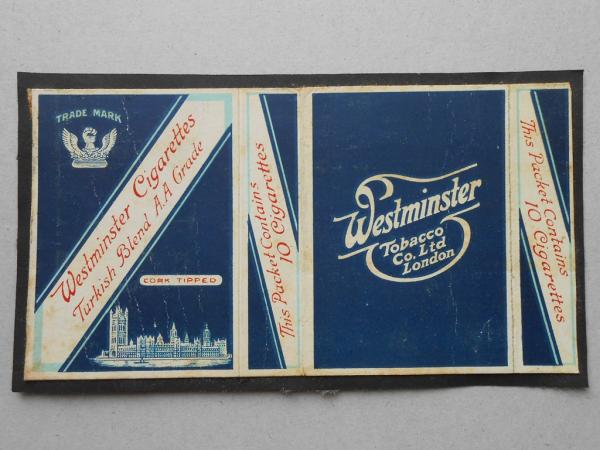 TRADE MARK
Westminster Cigarettes
Turkish Blend A.A Grade
CORK TIPPED
This Packet Contains
10 Cigarettes
Westminster
Tobacco
Co. Ltd
London
This Packet Contains
10 Cigarettes